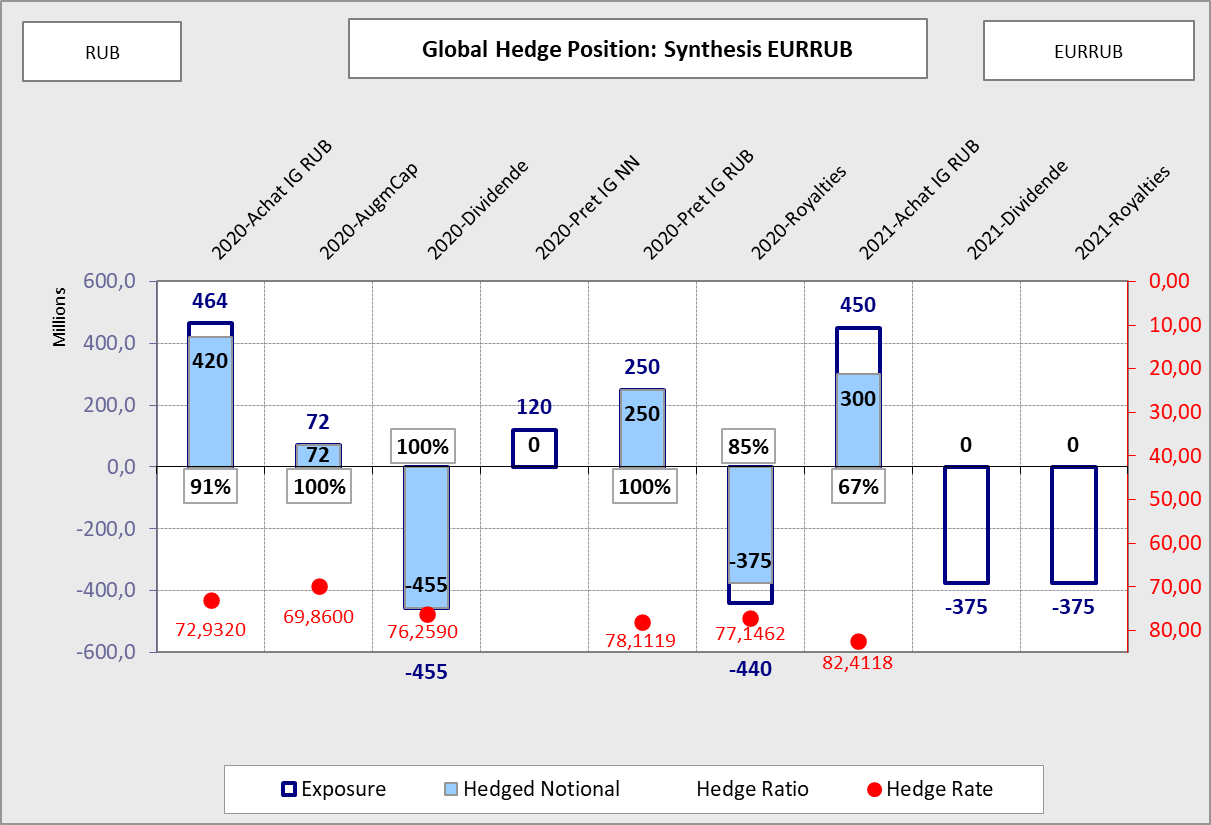 RUB
Global Hedge Position: Synthesis EURRUB
EURRUB
2020-Achat IG RUB
2020-AugmCap
2020-Dividende
2020-Pret IG NN
2020-Pret IG RUB
2020-Royalties
2021-Achat IG RUB
2021-Dividende
2021-Royalties
Millions
600,0
400,0
200,0
0,0
-200,0
-400,0
-600,0
464
420
91%
72,9320
72
72
100%
69,8600
100%
-455
76,2590
-455
120
0
250
250
100%
78,1119
85%
-375
77,1462
-440
450
300
67%
82,4118
0
-375
0
-375
0,00
10,00
20,00
30,00
40,00
50,00
60,00
70,00
80,00
Exposure
Hedged Notional
Hedge Ratio
Hedge Rate